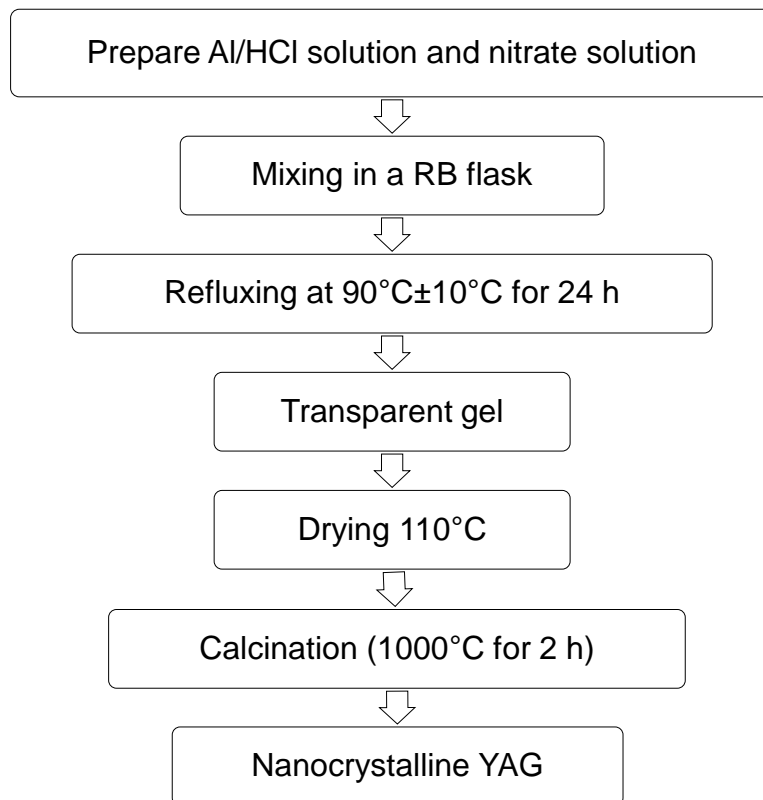 Prepare Al/HCl solution and nitrate solution
Mixing in a RB flask
Refluxing at 90°C±10°C for 24 h
Transparent gel
Drying 110°C
Calcination (1000°C for 2 h)
Nanocrystalline YAG